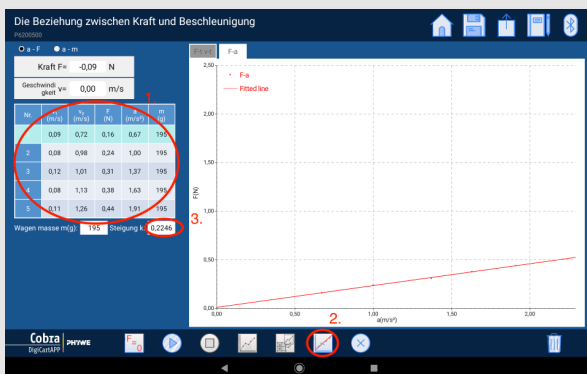 Die Beziehung zwischen Kraft und Beschleunigung
P6200500
a - F a - m
Kraft F= -0,09 N
Geschwindi gkeit v= 0,00 m/s
1.
Nr. (m/s) (m/s) F (N) a (m/s²) m (g)
0,09 0,72 0,16 0,67 195
2 0,08 0,98 0,24 1,00 195
3 0,12 1,01 0,31 1,37 195
4 0,08 1,13 0,38 1,63 195
5 0,11 1,26 0,44 1,91 195
Wagen masse m(g): 195 Steigung k: 0,2246
3.
F-a
2,50
F-a
Fitted line
2,00
1,50
F(N)
1,00
0,50
0,00
0,00 0,50 1,00 1,50 2,00
a(m/s²)
2.
Cobra PHYWE
DigiCartAPP
F=0